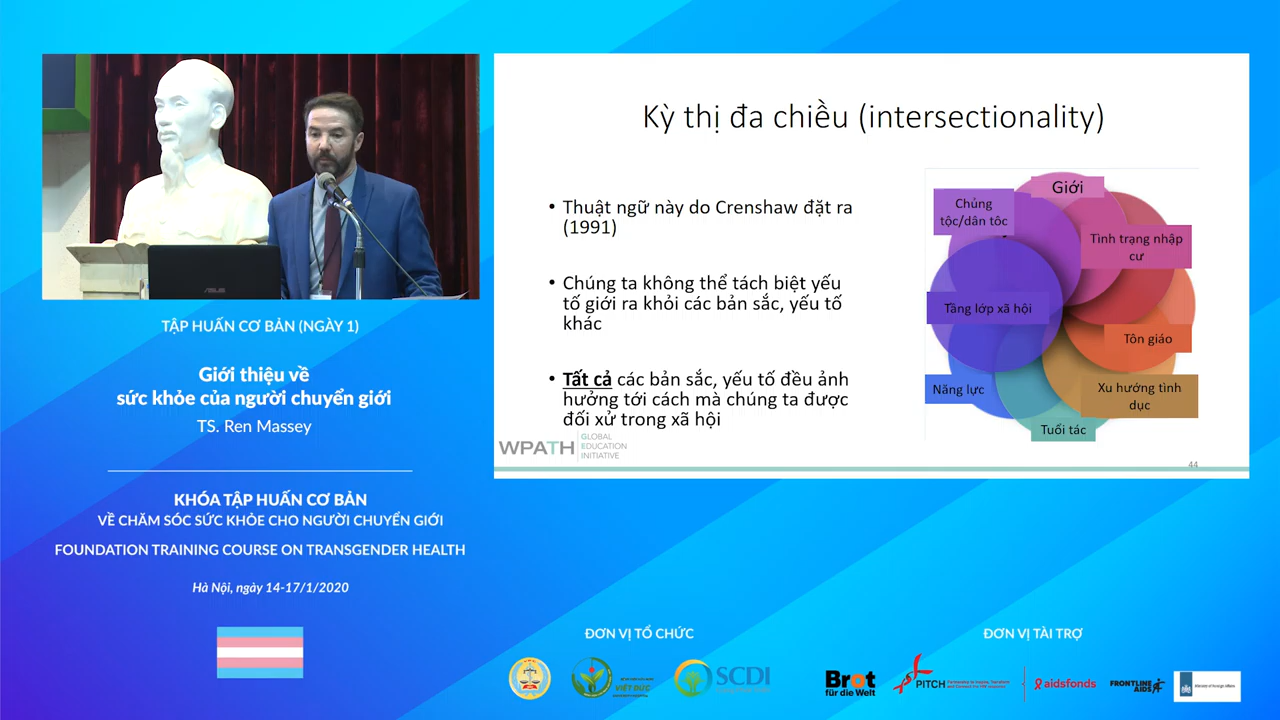 TẬP HUẤN CƠ BẢN (NGÀY 1)
Giới thiệu về
sức khỏe của người chuyển giới
TS. Ren Massey
KHÓA TẬP HUẤN CƠ BẢN
VỀ CHĂM SÓC SỨC KHỎE CHO NGƯỜI CHUYỂN GIỚI
FOUNDATION TRAINING COURSE ON TRANSGENDER HEALTH
Hà Nội, ngày 14-17/1/2020
Kỳ thị đa chiều (intersectionality)
• Thuật ngữ này do Crenshaw đặt ra
(1991)
• Chúng ta không thể tách biệt yếu
tố giới ra khỏi các bản sắc, yếu tố
khác
• Tất cả các bản sắc, yếu tố đều ảnh
hưởng tới cách mà chúng ta được
đối xử trong xã hội
Giới
Chủng
tộc/dân tôc
Tình trạng nhập
cư
Tầng lớp xã hội
Tôn giáo
Năng lực
Xu hướng tình
dục
Tuổi tác
WPATH
GLOBAL
EDUCATION
INITIATIVE
44
ĐƠN VỊ TỔ CHỨC
VIỆT ĐỨC
SCDI
ĐƠN VỊ TÀI TRỢ
Brot
für die Welt
PITCH
aidsfonds
FRONTLINE
AIDS
Ministry of Foreign Affairs